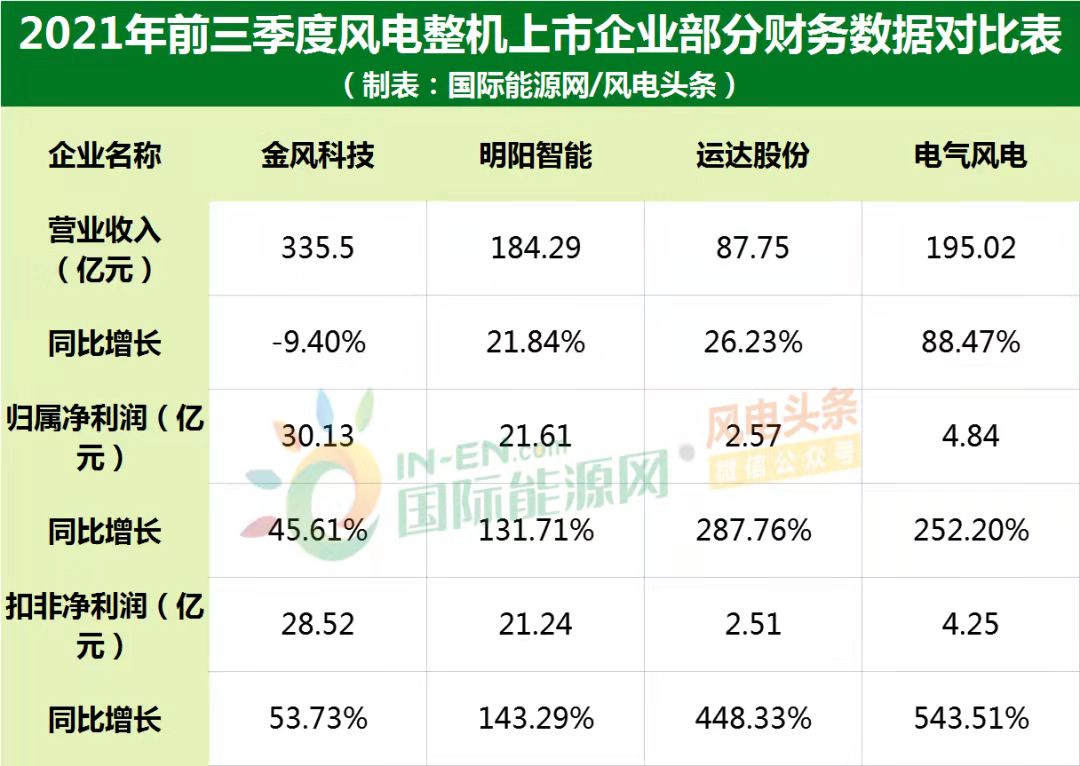 2021年前三季度风电整机上市企业部分财务数据对比表
（制表：国际能源网/风电头条）
企业名称 金风科技 明阳智能 运达股份 电气风电
营业收入
（亿元） 335.5 184.29 87.75 195.02
同比增长 -9.40% 21.84% 26.23% 88.47%
归属净利润（亿
元） 30.13 21.61 2.57 4.84
同比增长 45.61% 131.71% 287.76% 252.20%
扣非净利润（亿
元） 28.52 21.24 2.51 4.25
同比增长 53.73% 143.29% 448.33% 543.51%
IN-EN.com
国际能源网
风电头条
微信公众号